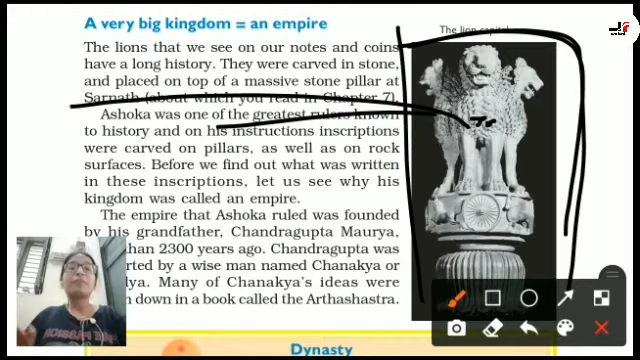 A very big kingdom = an empire
The lion capital
The lions that we see on our notes and coins
have a long history. They were carved in stone,
and placed on top of a massive stone pillar at
Sarnath (about which you read in Chapter 7).
Ashoka was one of the greatest rulers known
to history and on his instructions inscriptions
were carved on pillars, as well as on rock
surfaces. Before we find out what was written
in these inscriptions, let us see why his
kingdom was called an empire.
The empire that Ashoka ruled was founded
by his grandfather, Chandragupta Maurya,
han 2300 years ago. Chandragupta was
rted by a wise man named Chanakya or
lya. Many of Chanakya's ideas were
n down in a book called the Arthashastra.
Dynasty